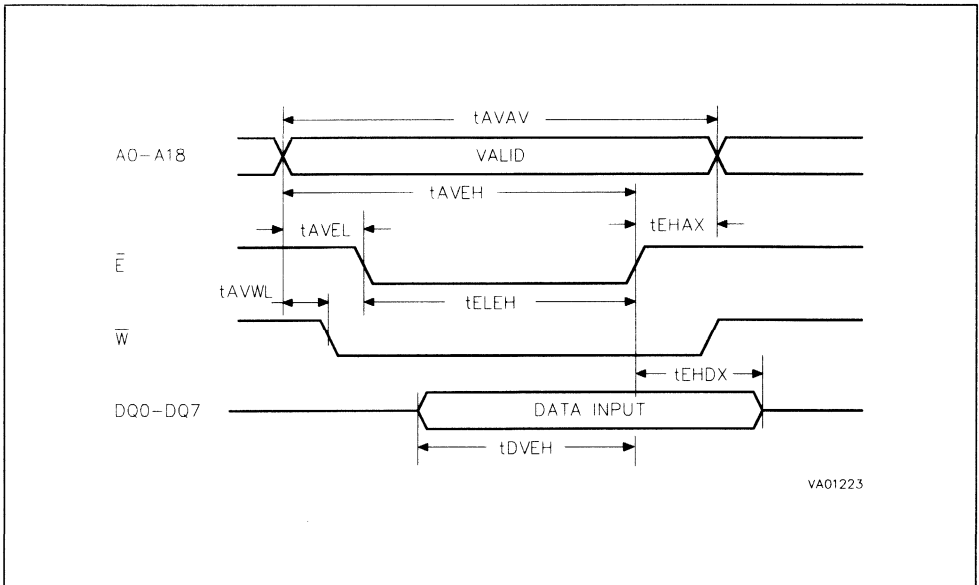 tAVAV
A0-A18
VALID
tAVEH
tAVEL
tEHAX
E̅
tAVWL
tELEH
W̅
tEHDX
DQ0-DQ7
DATA INPUT
tDVEH
VA01223